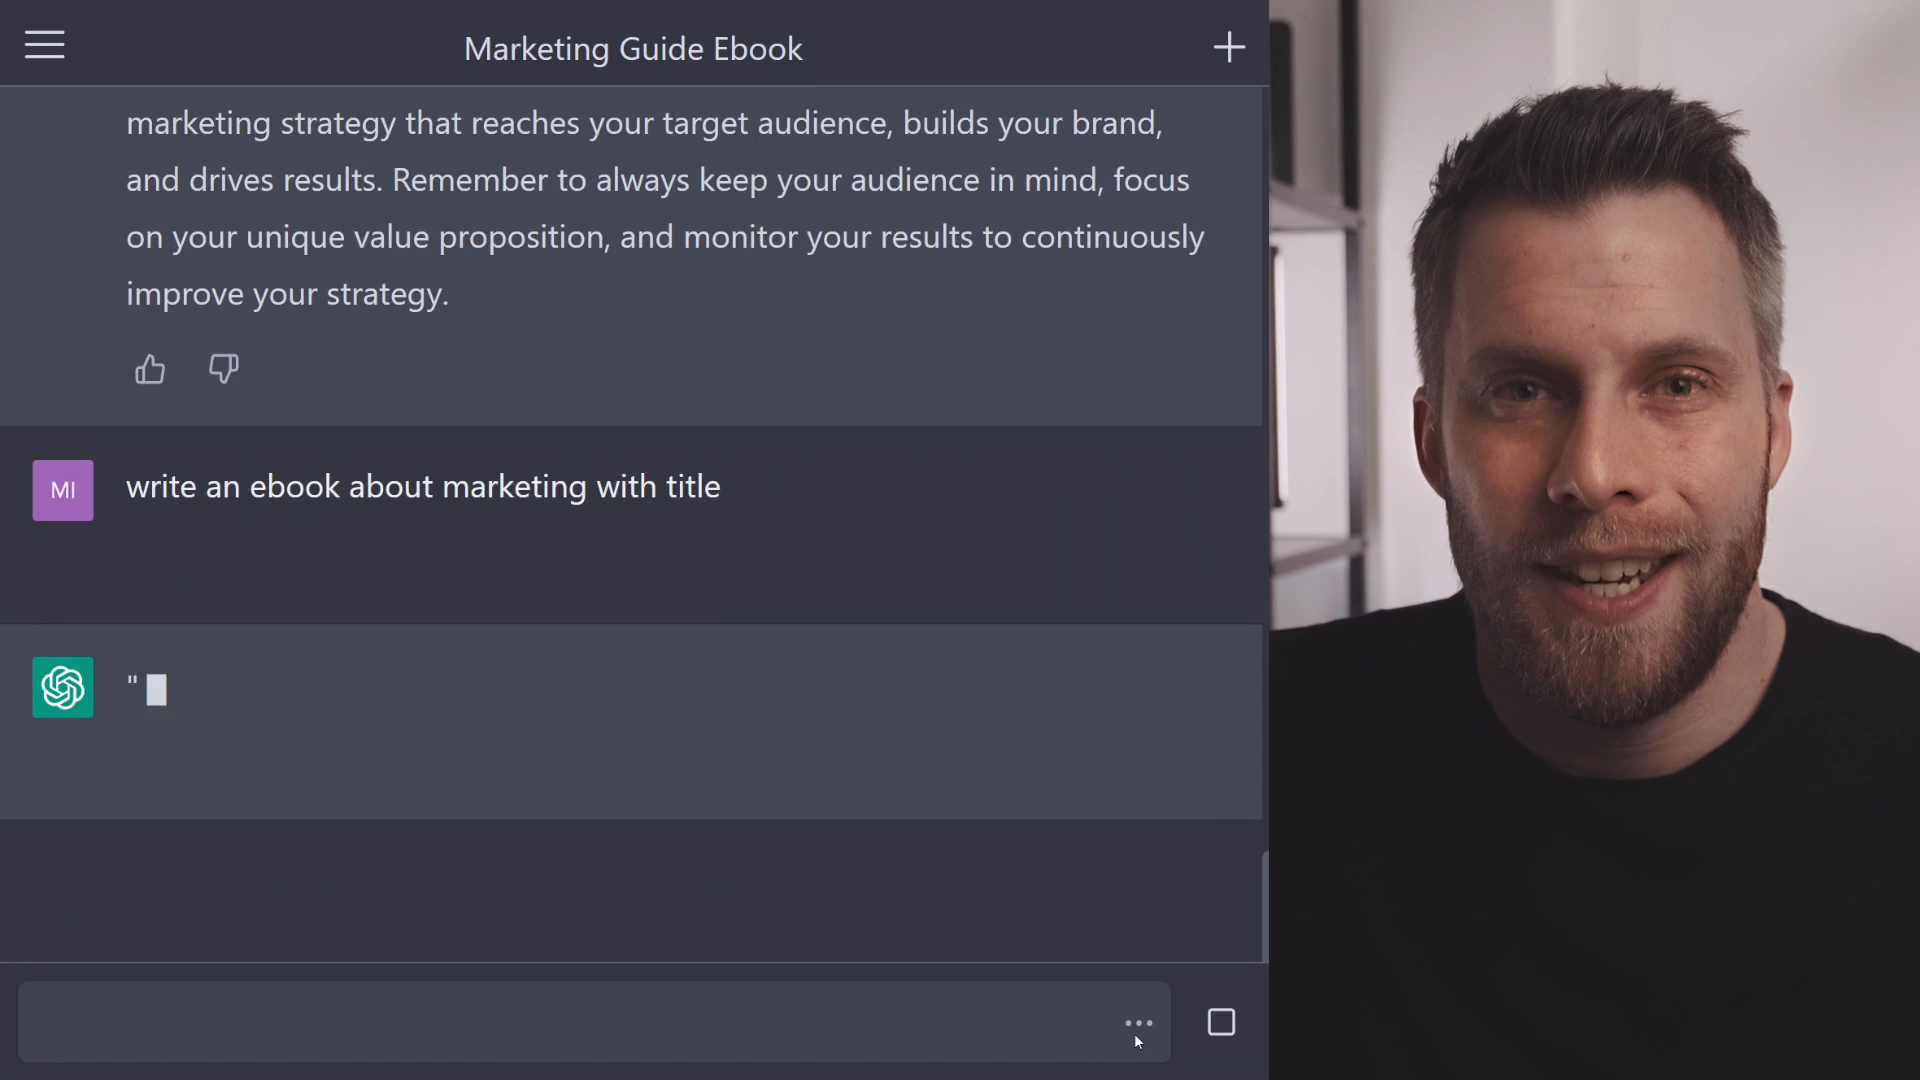 Marketing Guide Ebook
marketing strategy that reaches your target audience, builds your brand,
and drives results. Remember to always keep your audience in mind, focus
on your unique value proposition, and monitor your results to continuously
improve your strategy.
MI
write an ebook about marketing with title
"